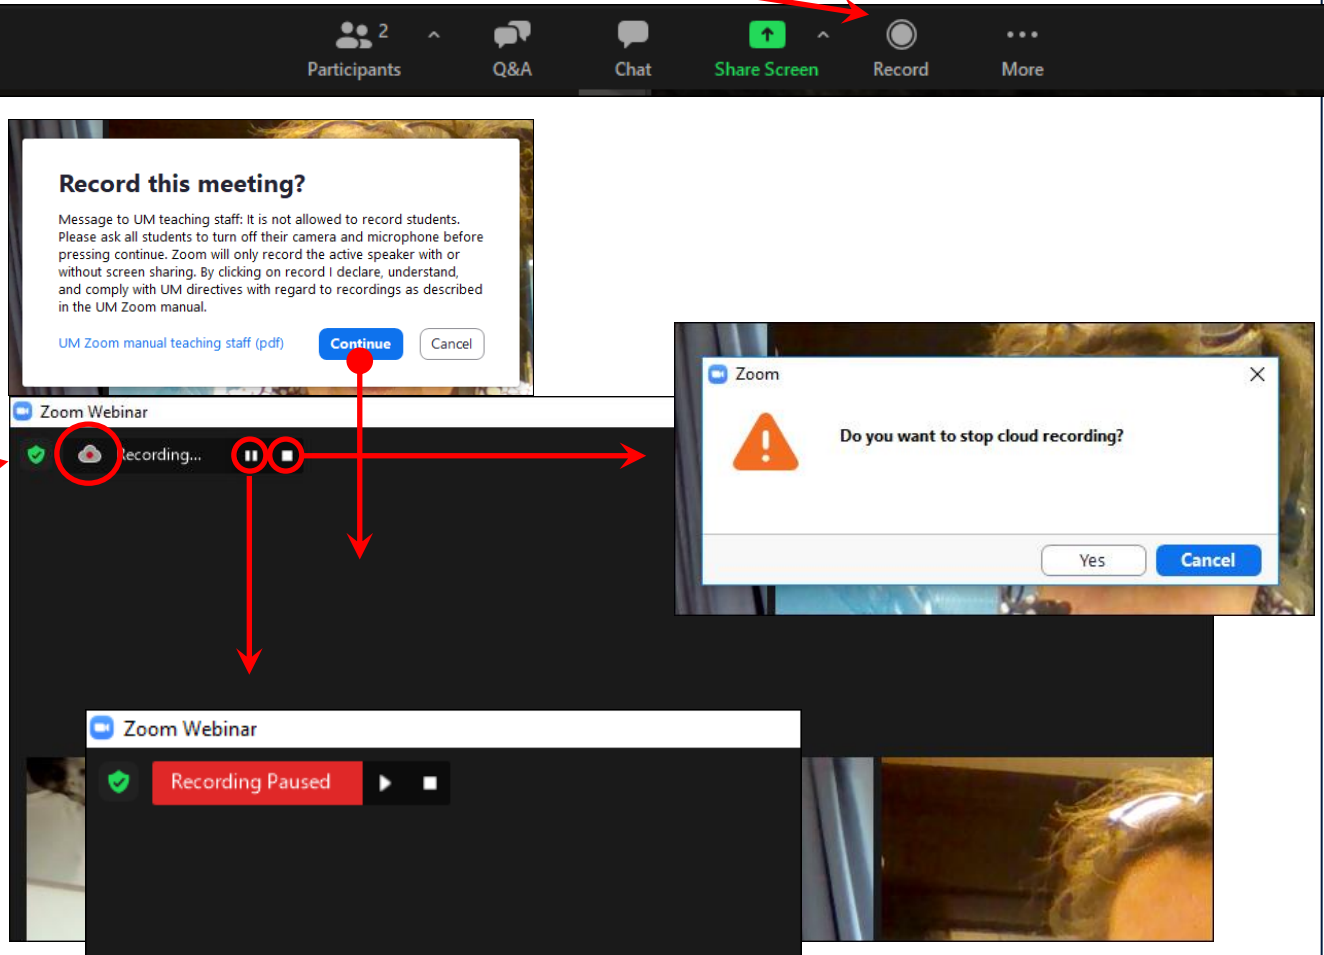 2
Participants
Q&A
Chat
Share Screen
Record
More
Record this meeting?
Message to UM teaching staff: It is not allowed to record students.
Please ask all students to turn off their camera and microphone before
pressing continue. Zoom will only record the active speaker with or
without screen sharing. By clicking on record I declare, understand,
and comply with UM directives with regard to recordings as described
in the UM Zoom manual.
UM Zoom manual teaching staff (pdf)
Continue
Cancel
Zoom Webinar
Recording...
Zoom
Do you want to stop cloud recording?
Yes
Cancel
Zoom Webinar
Recording Paused